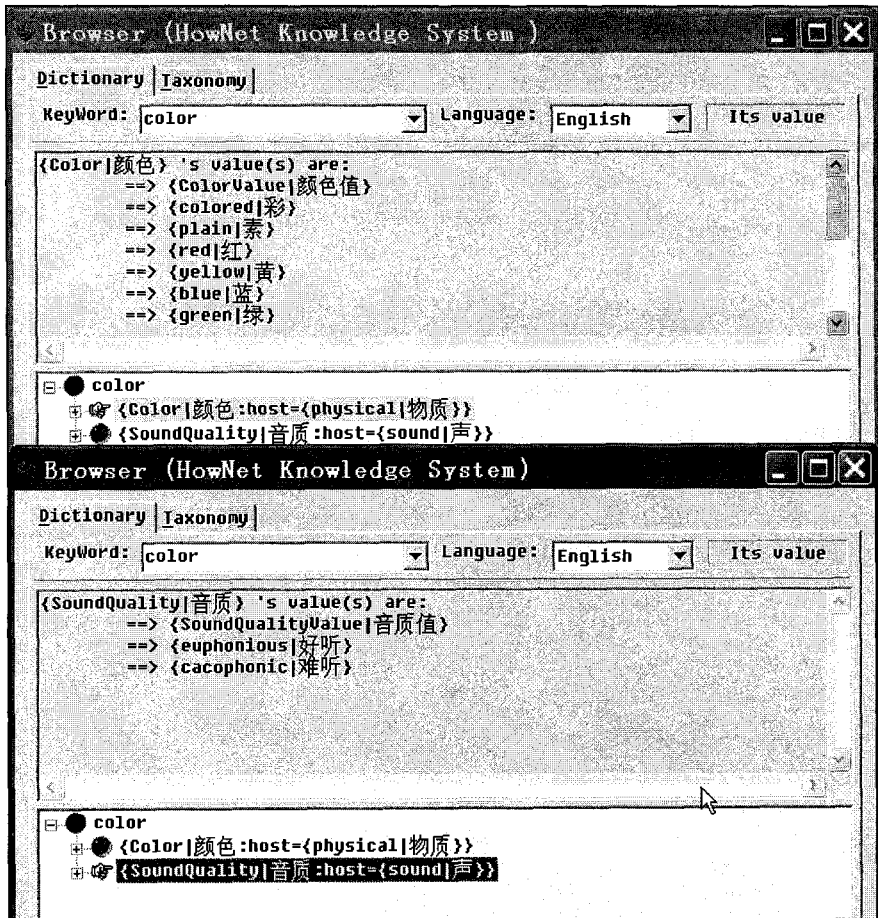 Browser (HowNet Knowledge System )
Dictionary Taxonomy
KeyWord: color Language: English Its value
{Color|颜色} 's value(s) are:
==> {ColorValue|颜色值}
==> {colored|彩}
==> {plain|素}
==> {red|红}
==> {yellow|黄}
==> {blue|蓝}
==> {green|绿}
color
{Color|颜色:host={physical|物质}}
{SoundQuality|音质:host={sound|声}}
Browser (HowNet Knowledge System)
Dictionary Taxonomy
KeyWord: color Language: English Its value
{SoundQuality|音质} 's value(s) are:
==> {SoundQualityValue|音质值}
==> {euphonious|好听}
==> {cacophonic|难听}
color
{Color|颜色:host={physical|物质}}
{SoundQuality|音质:host={sound|声}}